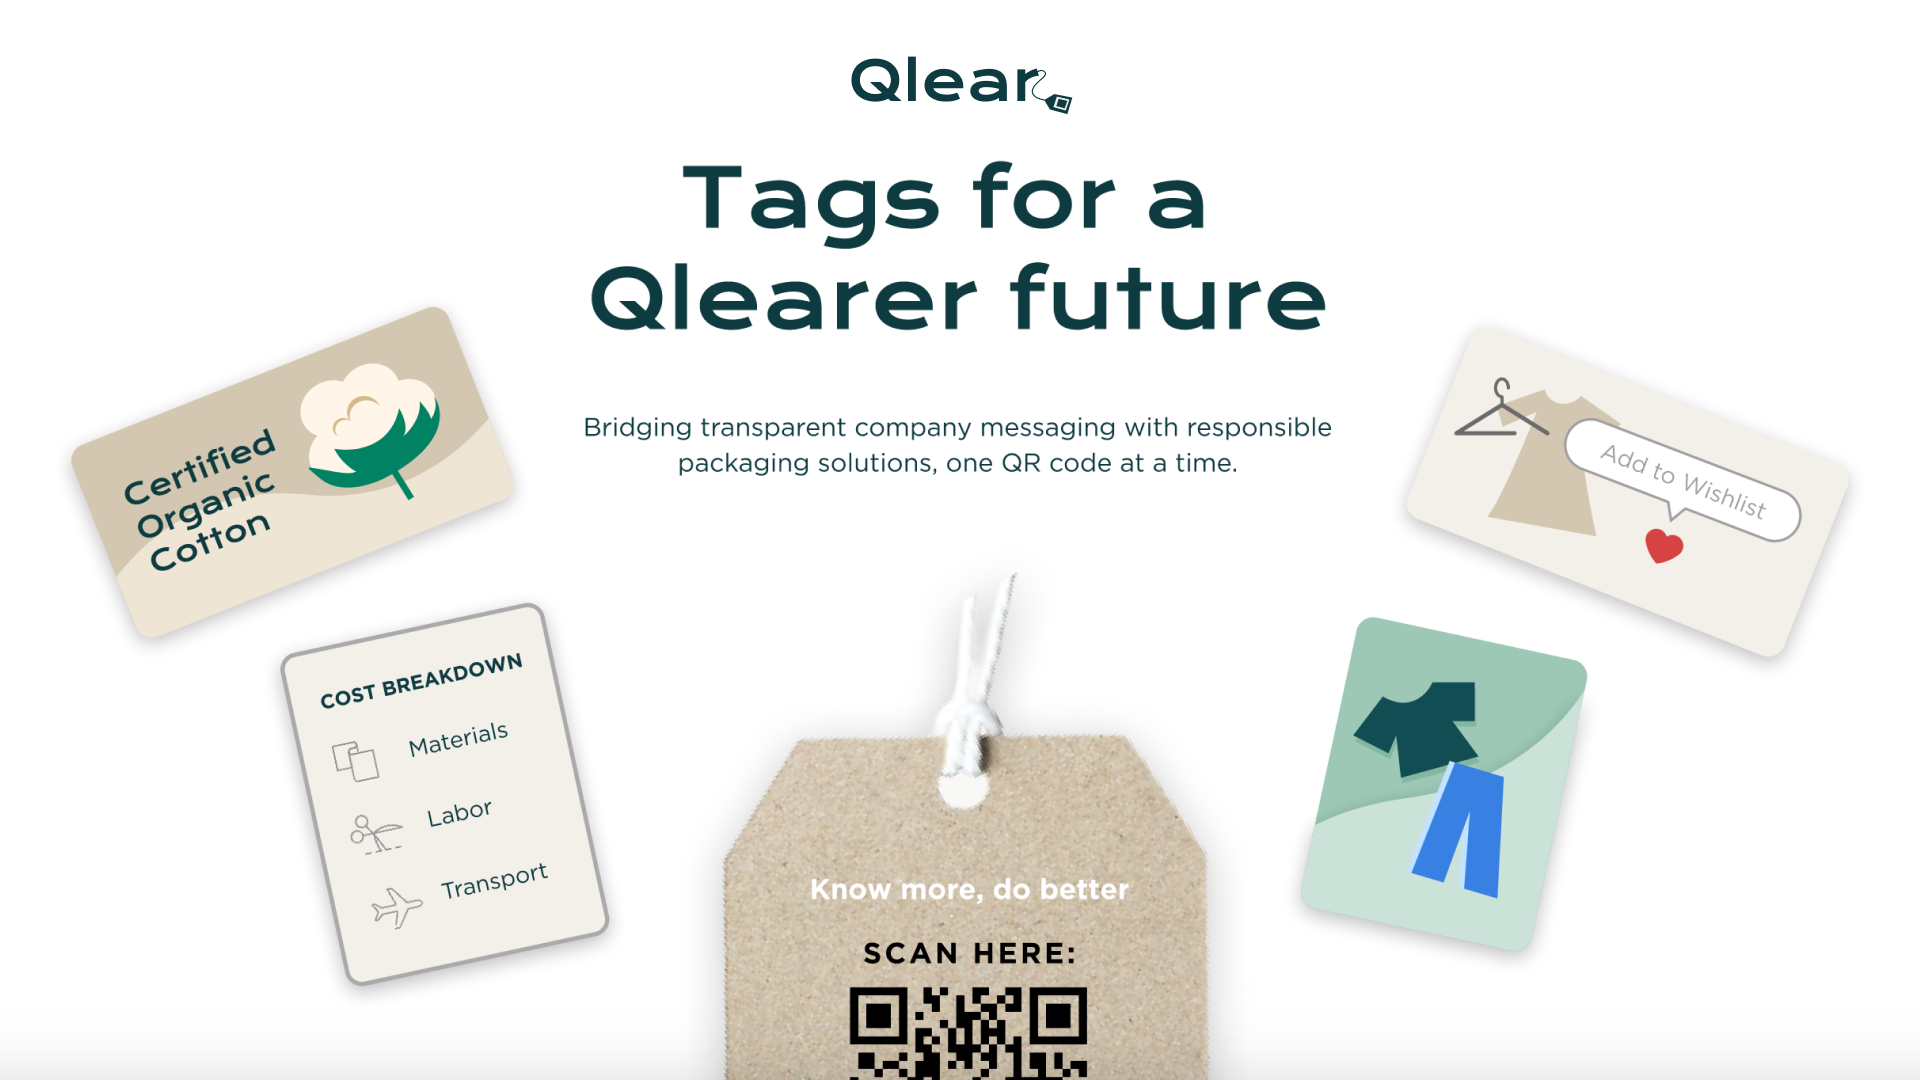 Qlear
Tags for a
Qlearer future
Bridging transparent company messaging with responsible
packaging solutions, one QR code at a time.
Certified
Organic
Cotton
Add to Wishlist
COST BREAKDOWN
Materials
Labor
Transport
Know more, do better
SCAN HERE: